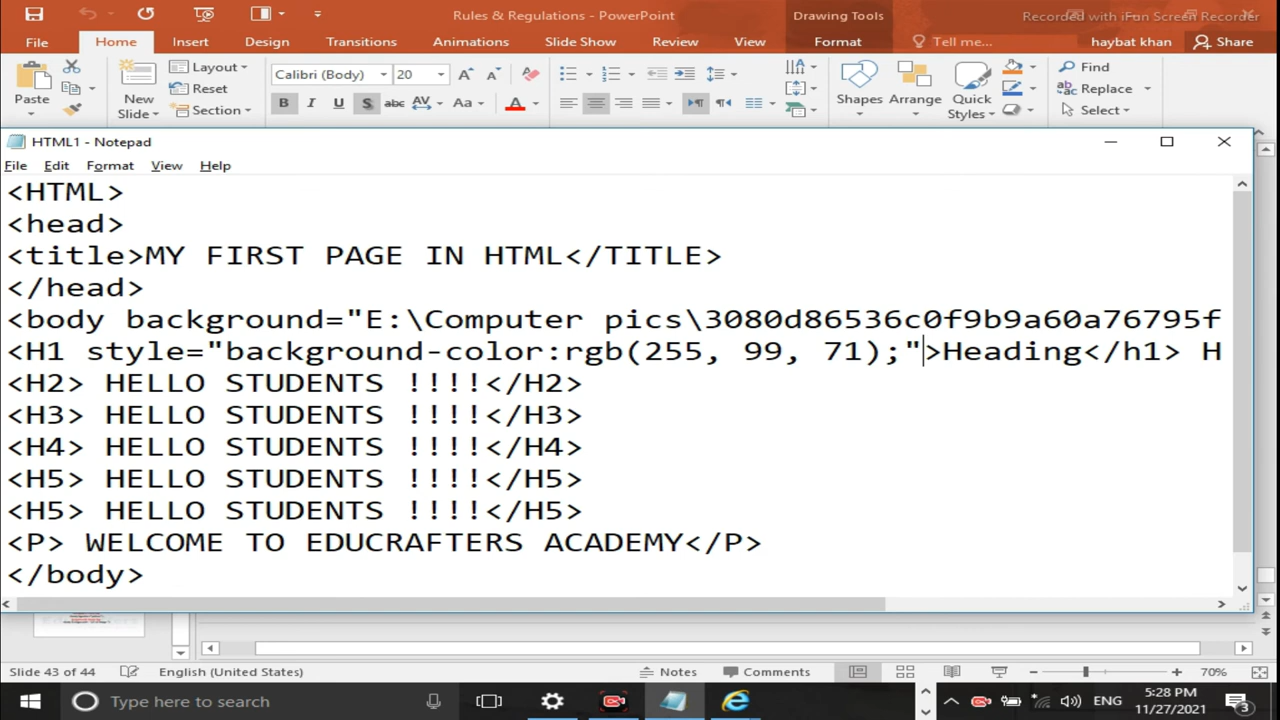 Rules & Regulations - PowerPoint
Drawing Tools
Recorded with iFun Screen Recorder
File Home Insert Design Transitions Animations Slide Show Review View Format Tell me... haybat khan Share
Paste
New
Slide
Layout
Reset
Section
Calibri (Body) 20
B I U S abc AV Aa A
Shapes Arrange Quick
Styles
Find
Replace
Select
HTML1 - Notepad
File Edit Format View Help
<HTML>
<head>
<title>MY FIRST PAGE IN HTML</TITLE>
</head>
<body background="E:\Computer pics\3080d86536c0f9b9a60a76795f
<H1 style="background-color:rgb(255, 99, 71);">Heading</h1> H
<H2> HELLO STUDENTS !!!!</H2>
<H3> HELLO STUDENTS !!!!</H3>
<H4> HELLO STUDENTS !!!!</H4>
<H5> HELLO STUDENTS !!!!</H5>
<H5> HELLO STUDENTS !!!!</H5>
<P> WELCOME TO EDUCRAFTERS ACADEMY</P>
</body>
Slide 43 of 44 English (United States) Notes Comments 70%
Type here to search
ENG
5:28 PM
11/27/2021
3